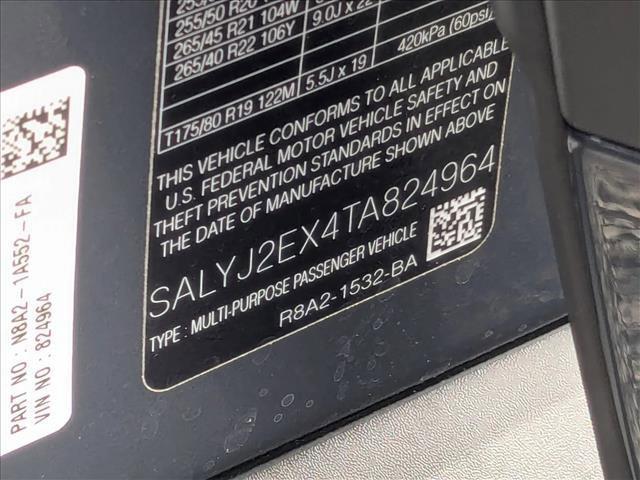 255/50 R20
265/45 R21 104W
265/40 R22 106Y
9.0J x 22
T175/80 R19 122M
5.5J x 19
420kPa (60psi)
THIS VEHICLE CONFORMS TO ALL APPLICABLE
U.S. FEDERAL MOTOR VEHICLE SAFETY AND
THEFT PREVENTION STANDARDS IN EFFECT ON
THE DATE OF MANUFACTURE SHOWN ABOVE
SALYJ2EX4TA824964
TYPE : MULTI-PURPOSE PASSENGER VEHICLE
R8A2-1532-BA
PART NO : N8A2-1A552-FA
VIN NO : 824964